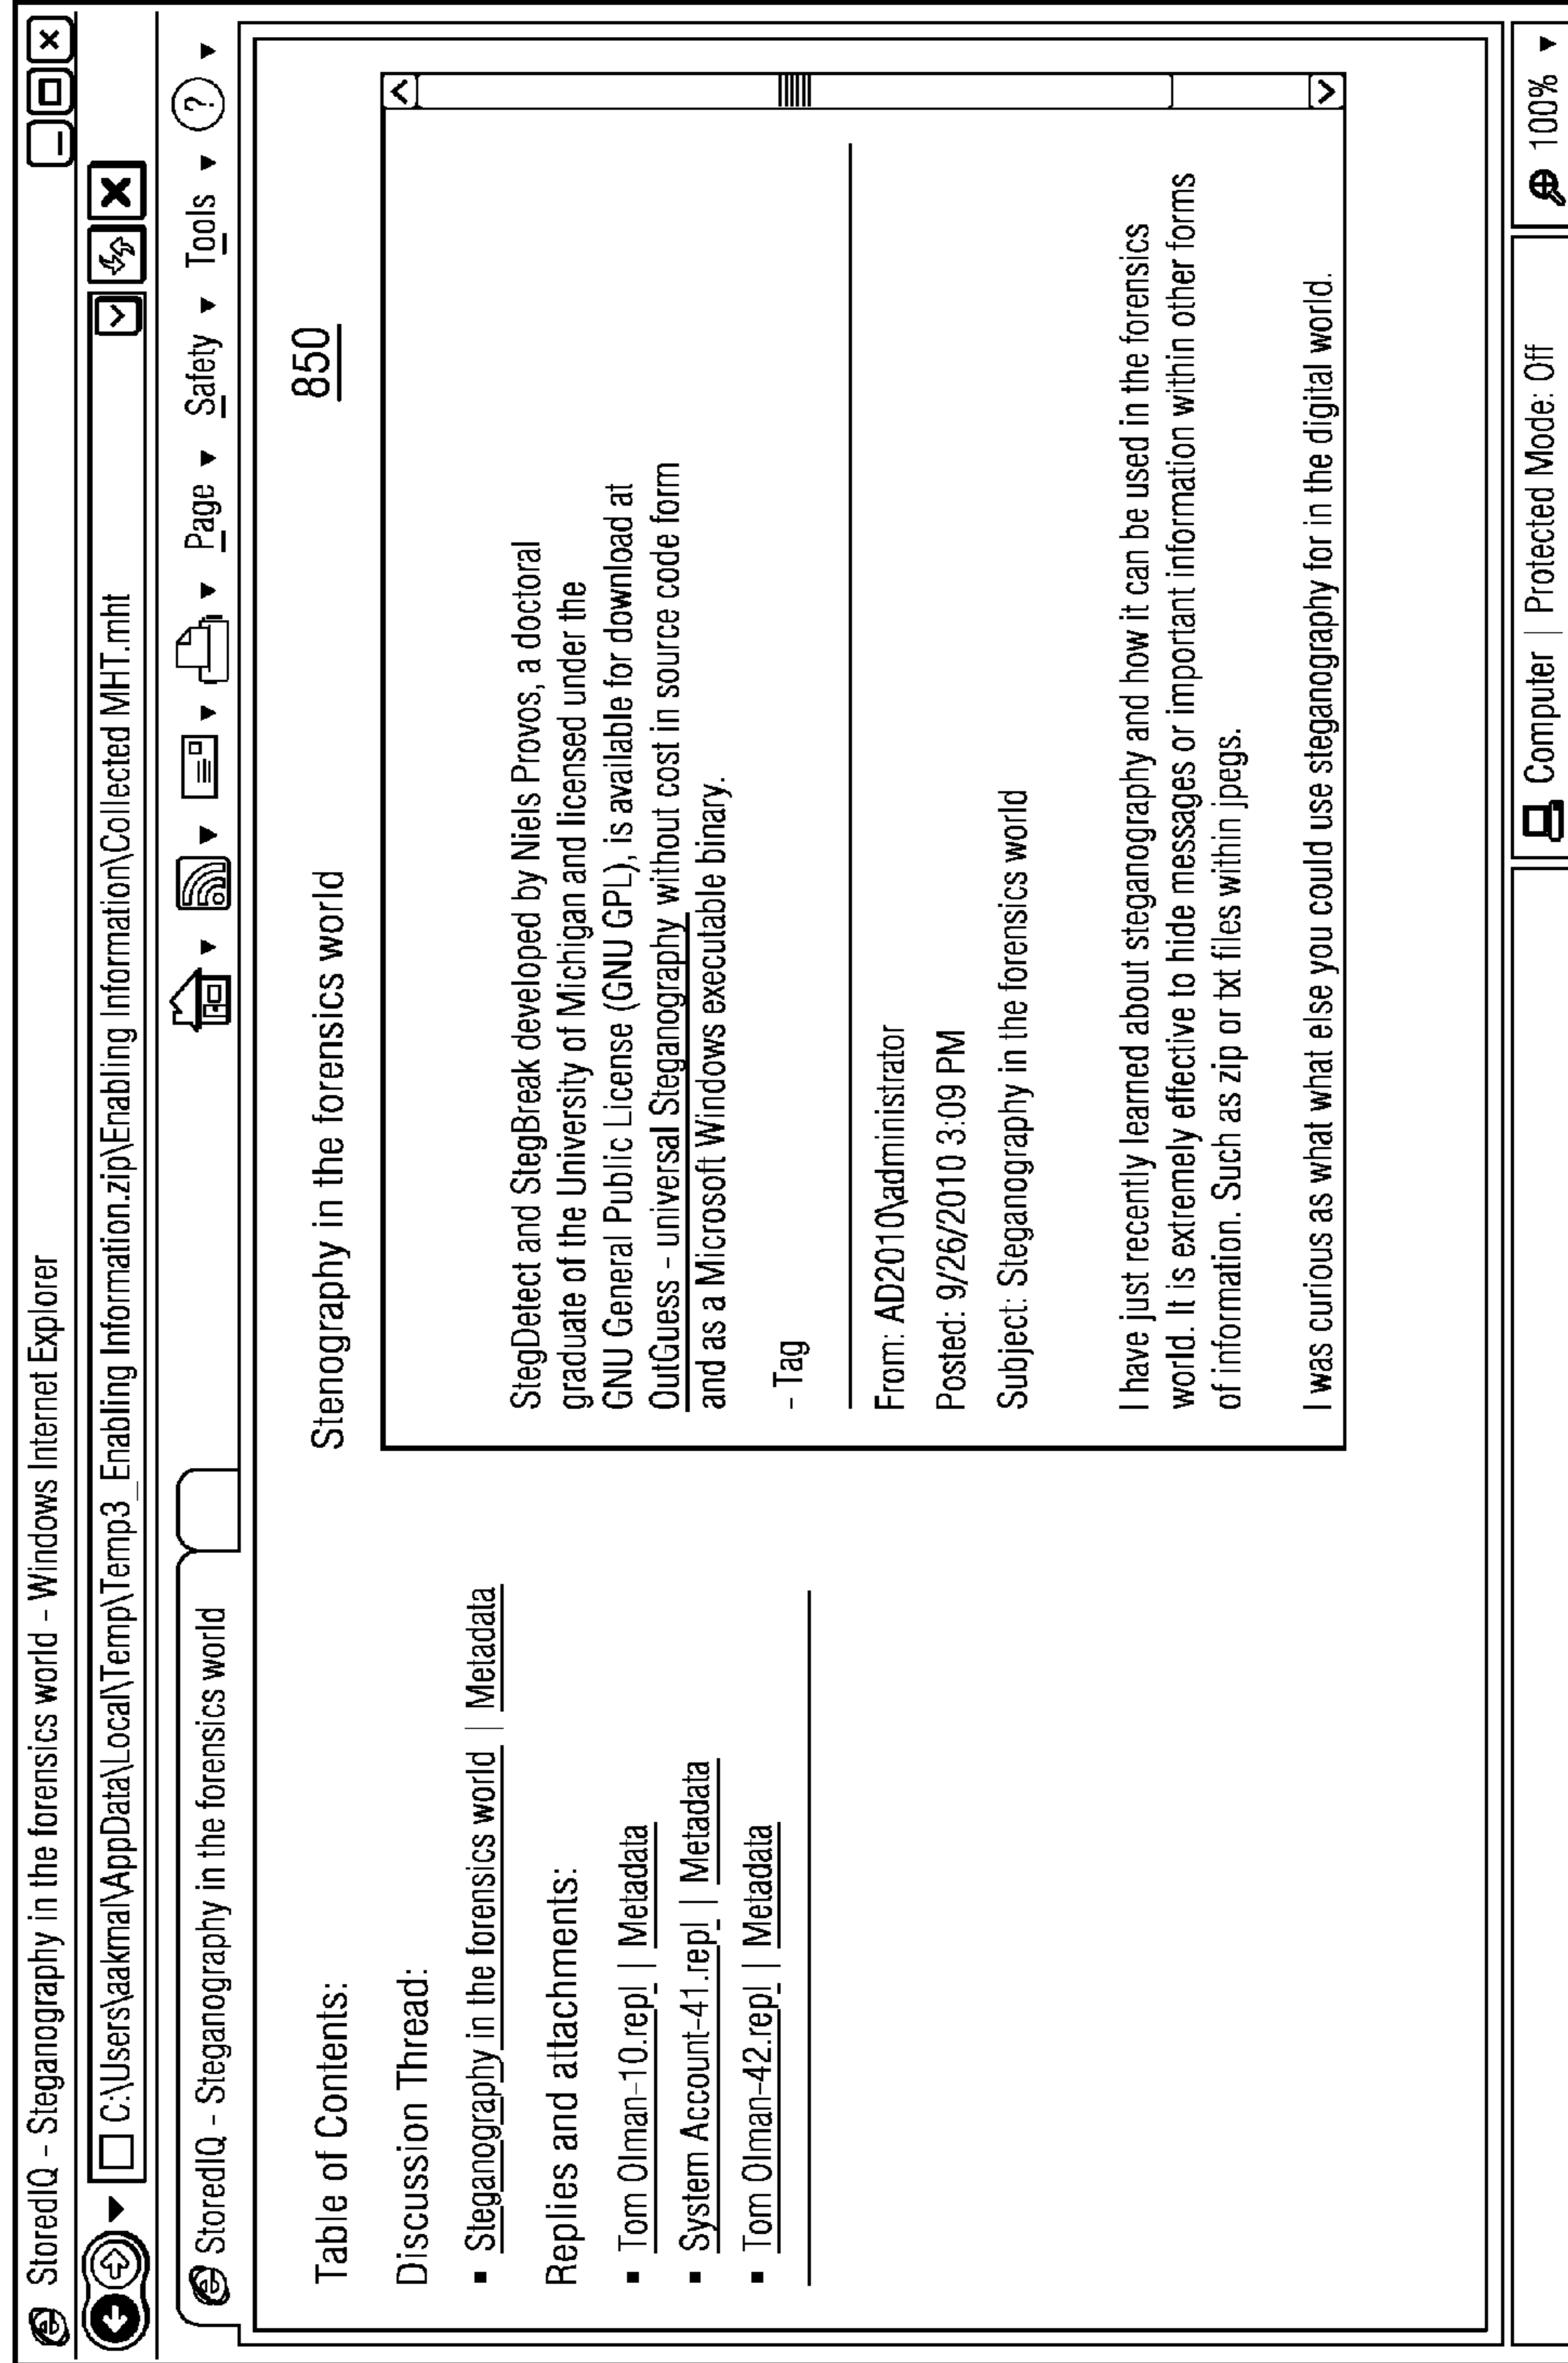 StoredIQ - Steganography in the forensics world - Windows Internet Explorer
C:\Users\aakmal\AppData\Local\Temp\Temp3_Enabling Information.zip\Enabling Information\Collected MHT.mht
StoredIQ - Steganography in the forensics world
Page Safety Tools ?
850
Table of Contents:
Discussion Thread:
▪ Steganography in the forensics world | Metadata
Replies and attachments:
▪ Tom Olman-10.repl | Metadata
▪ System Account-41.repl | Metadata
▪ Tom Olman-42.repl | Metadata
Stenography in the forensics world
StegDetect and StegBreak developed by Niels Provos, a doctoral
graduate of the University of Michigan and licensed under the
GNU General Public License (GNU GPL), is available for download at
OutGuess – universal Steganography without cost in source code form
and as a Microsoft Windows executable binary.
- Tag
From: AD2010\administrator
Posted: 9/26/2010 3:09 PM
Subject: Steganography in the forensics world
I have just recently learned about steganography and how it can be used in the forensics
world. It is extremely effective to hide messages or important information within other forms
of information. Such as zip or txt files within jpegs.
I was curious as what what else you could use steganography for in the digital world.
Computer | Protected Mode: Off
100%